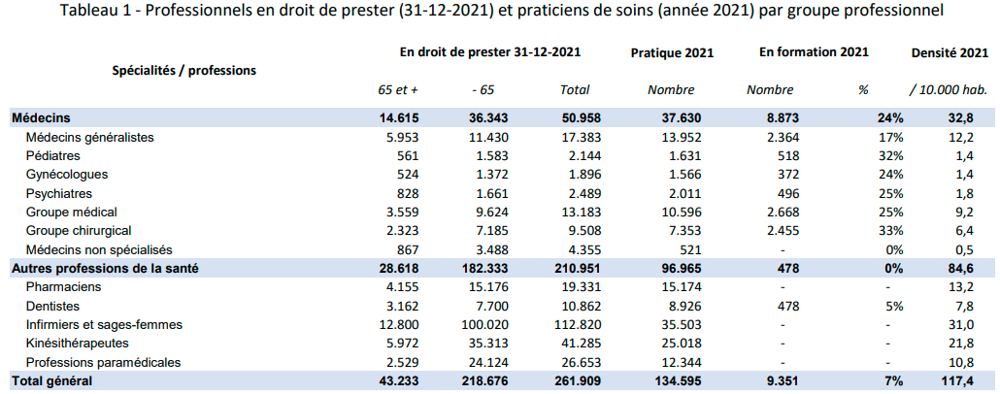 Tableau 1 - Professionnels en droit de prester (31-12-2021) et praticiens de soins (année 2021) par groupe professionnel
Spécialités / professions En droit de prester 31-12-2021 Pratique 2021 En formation 2021 Densité 2021
65 et + - 65 Total Nombre Nombre % / 10.000 hab.
Médecins 14.615 36.343 50.958 37.630 8.873 24% 32,8
Médecins généralistes 5.953 11.430 17.383 13.952 2.364 17% 12,2
Pédiatres 561 1.583 2.144 1.631 518 32% 1,4
Gynécologues 524 1.372 1.896 1.566 372 24% 1,4
Psychiatres 828 1.661 2.489 2.011 496 25% 1,8
Groupe médical 3.559 9.624 13.183 10.596 2.668 25% 9,2
Groupe chirurgical 2.323 7.185 9.508 7.353 2.455 33% 6,4
Médecins non spécialisés 867 3.488 4.355 521 - 0% 0,5
Autres professions de la santé 28.618 182.333 210.951 96.965 478 0% 84,6
Pharmaciens 4.155 15.176 19.331 15.174 - - 13,2
Dentistes 3.162 7.700 10.862 8.926 478 5% 7,8
Infirmiers et sages-femmes 12.800 100.020 112.820 35.503 - - 31,0
Kinésithérapeutes 5.972 35.313 41.285 25.018 - - 21,8
Professions paramédicales 2.529 24.124 26.653 12.344 - - 10,8
Total général 43.233 218.676 261.909 134.595 9.351 7% 117,4